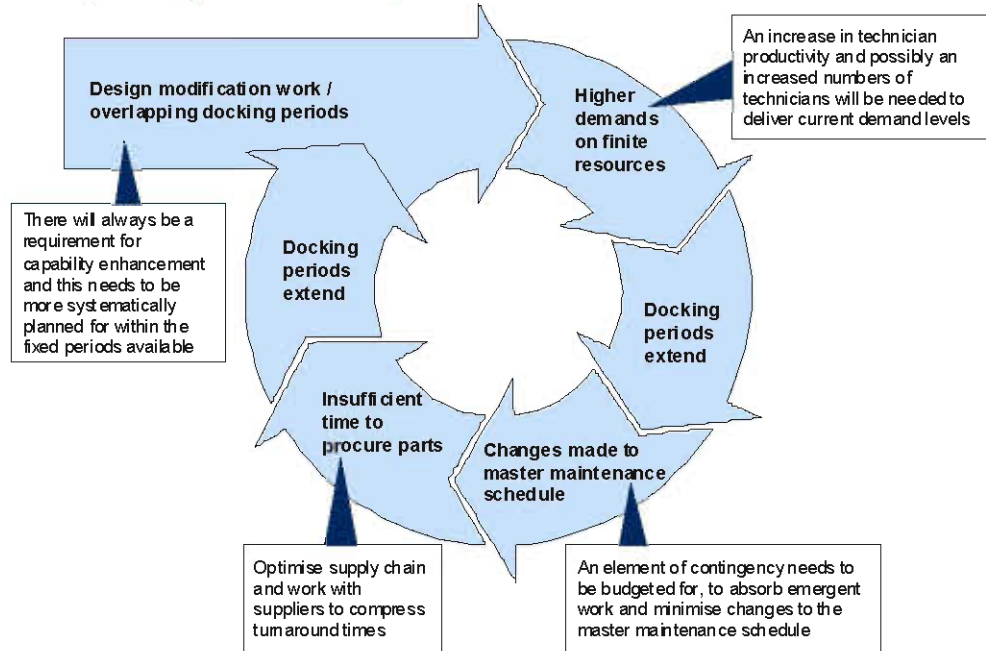 Design modification work /
overlapping docking periods
Higher
demands
on finite
resources
An increase in technician
productivity and possibly an
increased numbers of
technicians will be needed to
deliver current demand levels
There will always be a
requirement for
capability enhancement
and this needs to be
more systematically
planned for within the
fixed periods available
Docking
periods
extend
Docking
periods
extend
Insufficient
time to
procure parts
Changes made to
master maintenance
schedule
Optimise supply chain
and work with
suppliers to compress
turnaround times
An element of contingency needs to
be budgeted for, to absorb emergent
work and minimise changes to the
master maintenance schedule